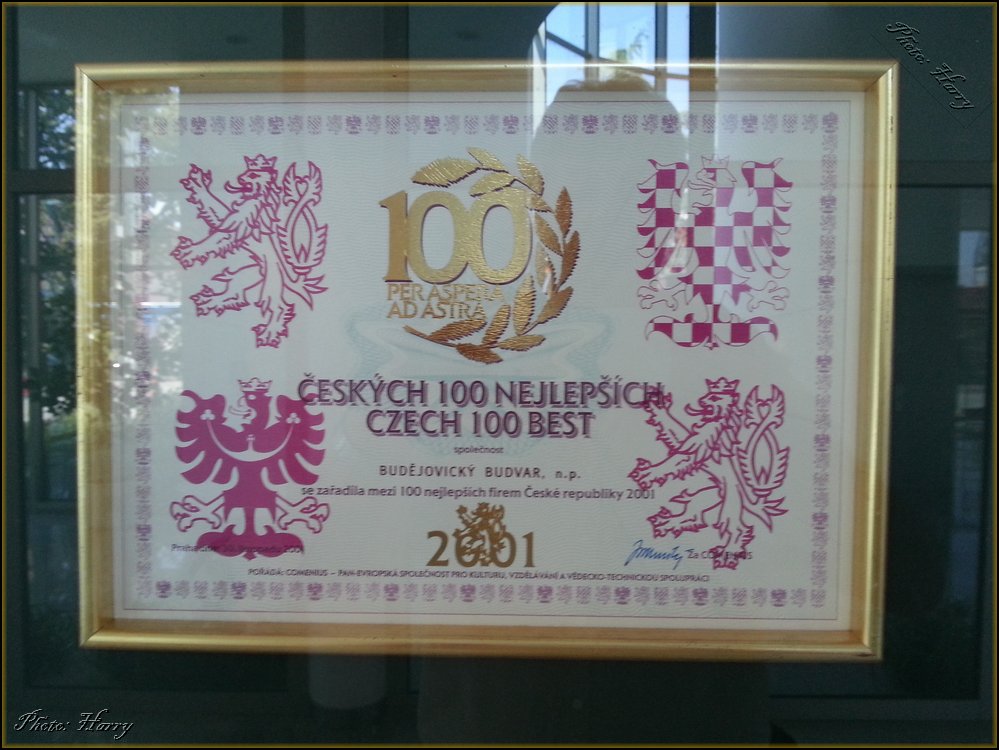 Photo: Harry
100
PER ASPERA
AD ASTRA
ČESKÝCH 100 NEJLEPŠÍCH
CZECH 100 BEST
společnost
BUDĚJOVICKÝ BUDVAR, n.p.
se zařadila mezi 100 nejlepších firem České republiky 2001
2001
Praha
Za COMENIUS
POŘÁDÁ: COMENIUS – PAN-EVROPSKÁ SPOLEČNOST PRO KULTURU, VZDĚLÁVÁNÍ A VĚDECKO-TECHNICKOU SPOLUPRÁCI
Photo: Harry